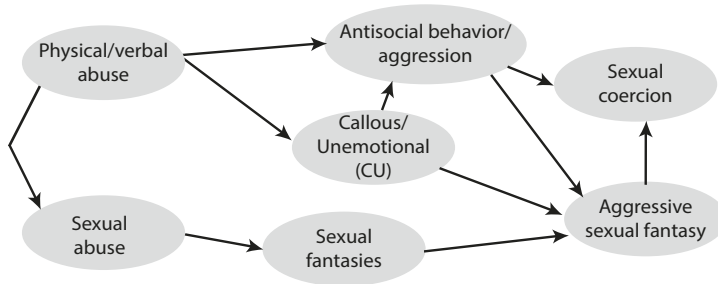 Physical/verbal
abuse
Antisocial behavior/
aggression
Sexual
coercion
Callous/
Unemotional
(CU)
Sexual
abuse
Sexual
fantasies
Aggressive
sexual fantasy